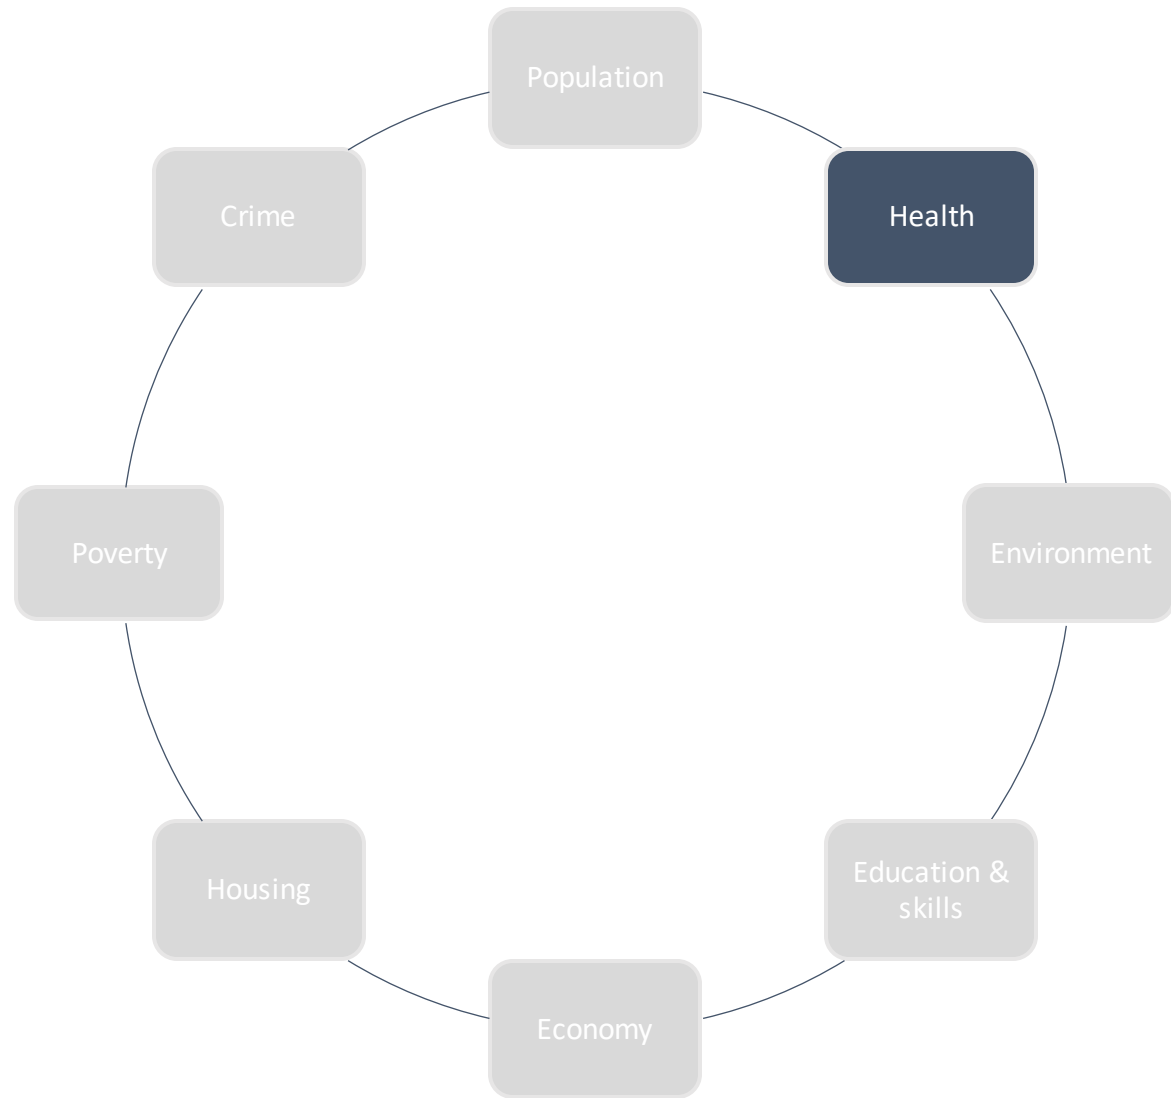 Population
Health
Environment
Education &
skills
Economy
Housing
Poverty
Crime